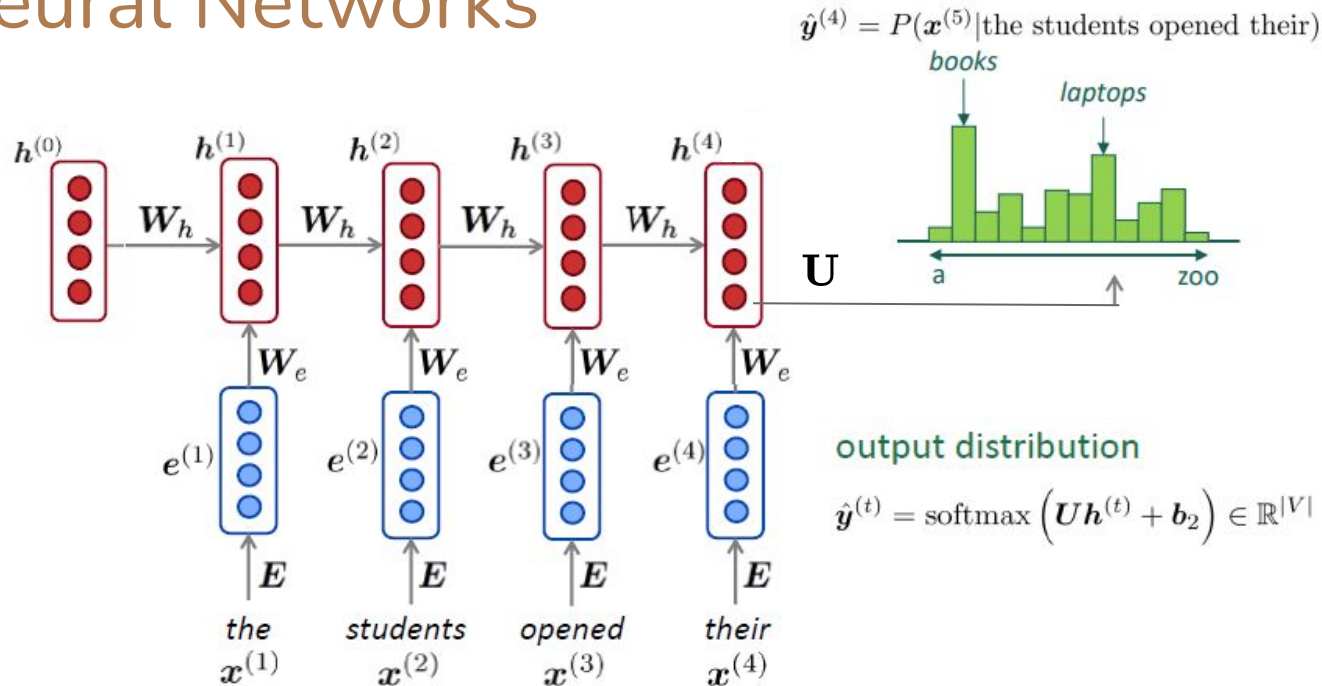 eural Networks
ŷ⁽⁴⁾ = P(x⁽⁵⁾|the students opened their)
books
laptops
h⁽⁰⁾ h⁽¹⁾ h⁽²⁾ h⁽³⁾ h⁽⁴⁾
W_h W_h W_h W_h
a zoo
U
W_e W_e W_e W_e
e⁽¹⁾ e⁽²⁾ e⁽³⁾ e⁽⁴⁾
output distribution
ŷ⁽ᵗ⁾ = softmax (Uh⁽ᵗ⁾ + b₂) ∈ ℝ^|V|
E E E E
the students opened their
x⁽¹⁾ x⁽²⁾ x⁽³⁾ x⁽⁴⁾